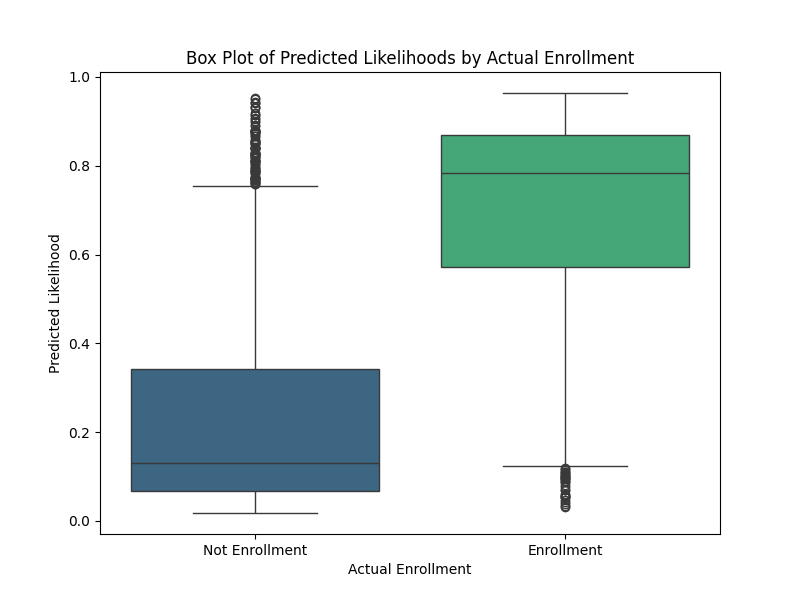 Box Plot of Predicted Likelihoods by Actual Enrollment
1.0
0.8
0.6
0.4
0.2
0.0
Predicted Likelihood
Not Enrollment
Enrollment
Actual Enrollment